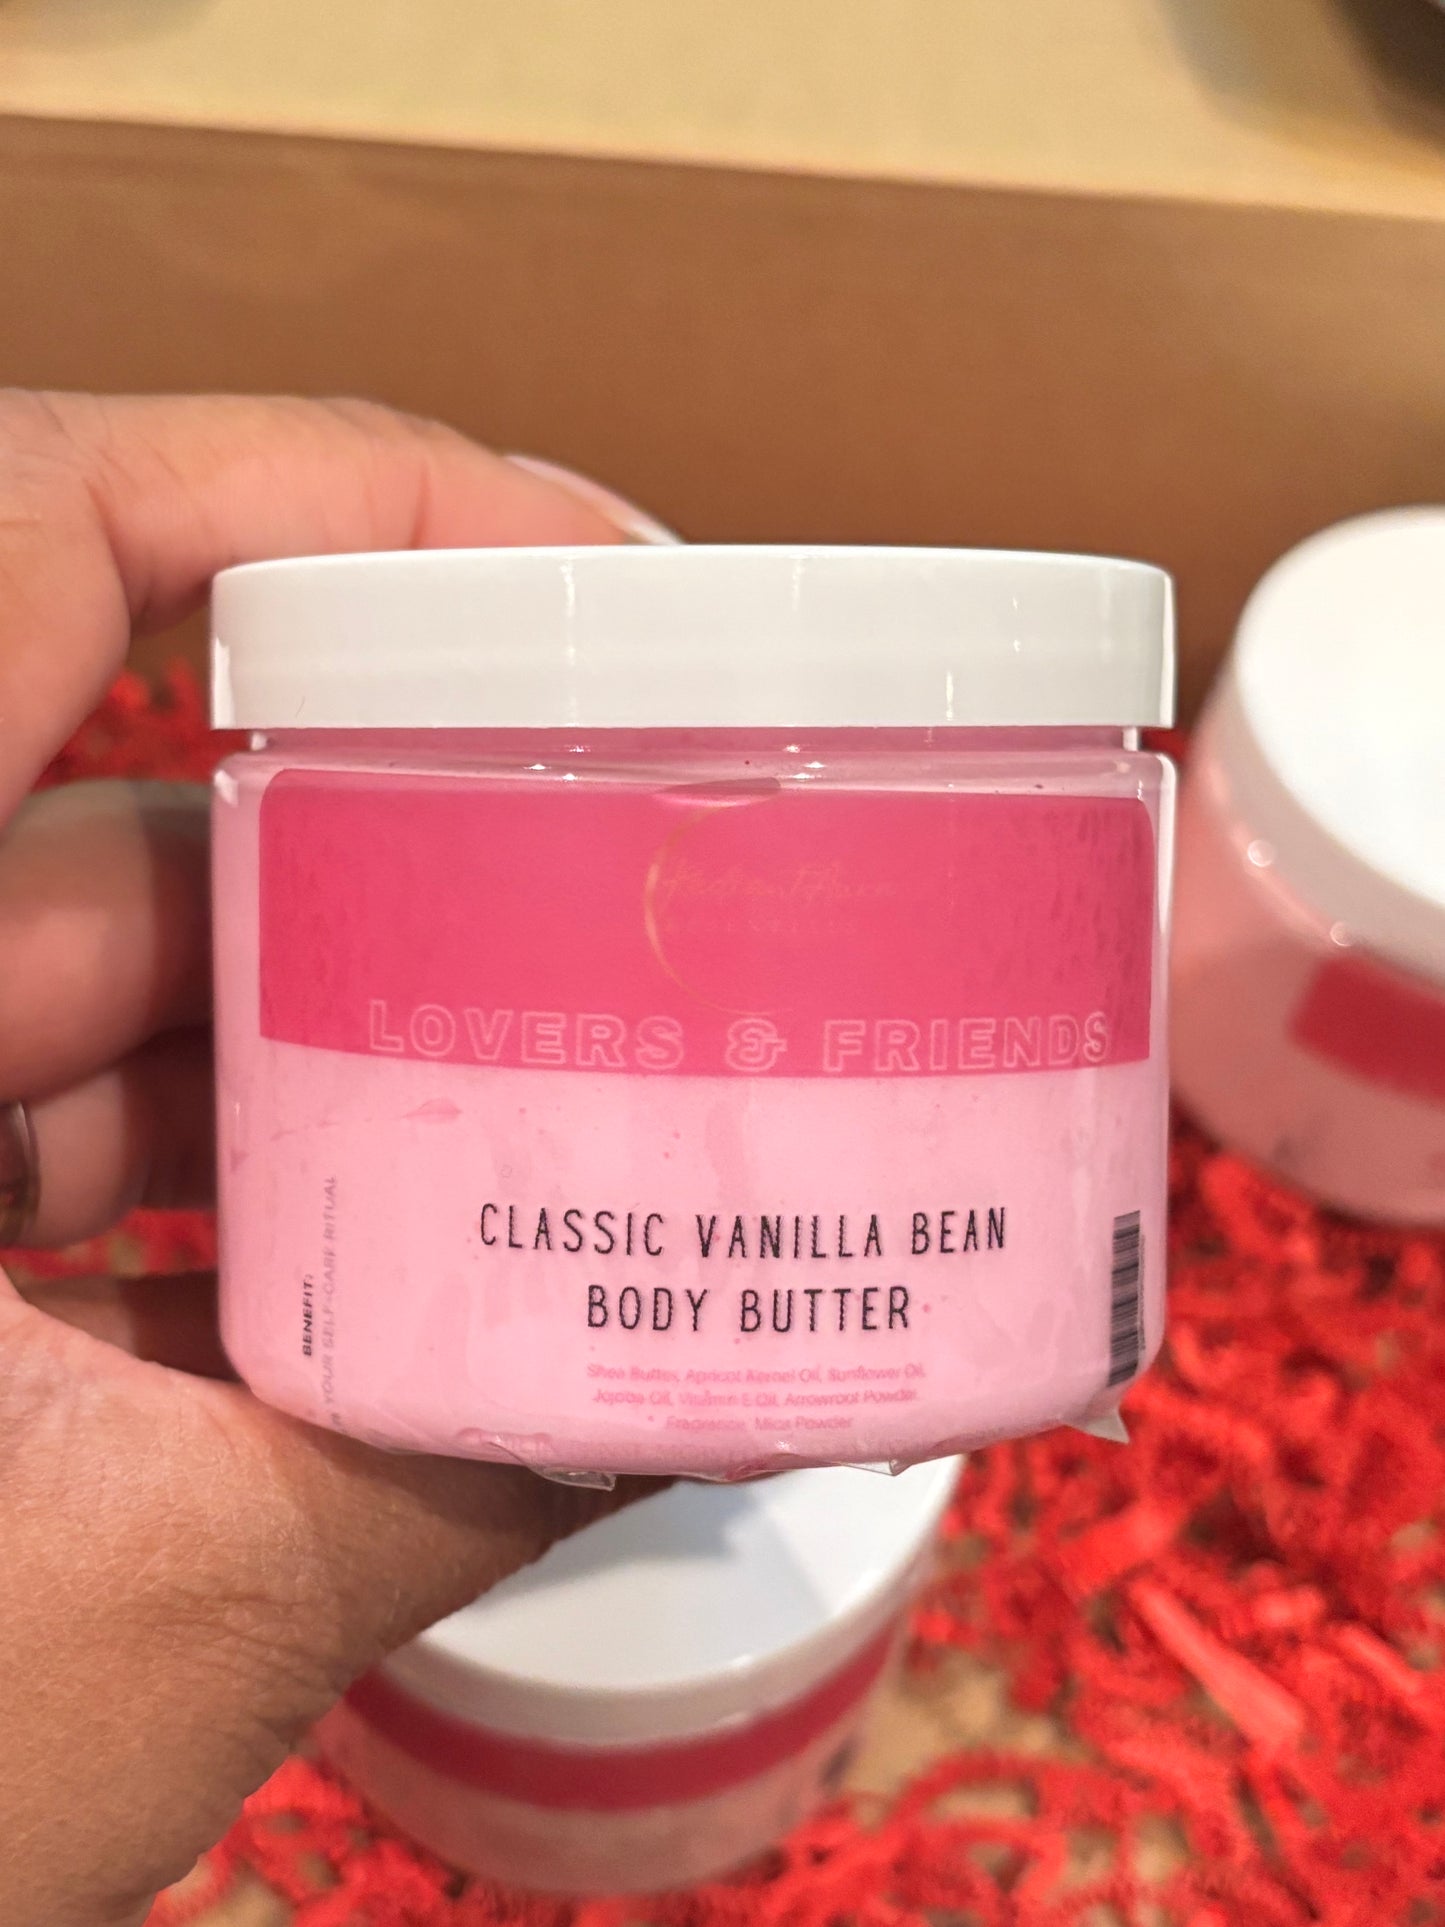 LOVERS & FRIENDS
CLASSIC VANILLA BEAN
BODY BUTTER
Shea Butter, Apricot Kernel Oil, Sunflower Oil,
Jojoba Oil, Vitamin E Oil, Arrowroot Powder,
Fragrance, Mica Powder
BENEFIT:
YOUR SELF-CARE RITUAL